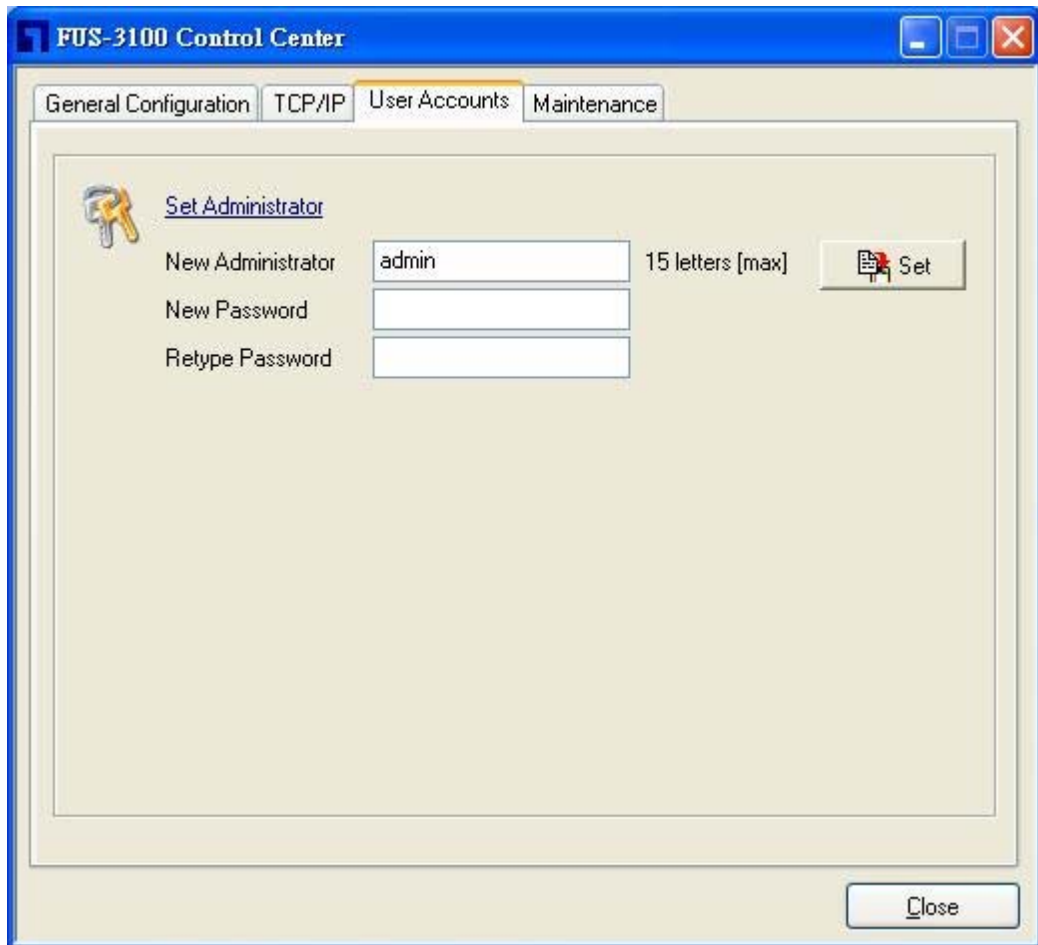 FUS-3100 Control Center
General Configuration TCP/IP User Accounts Maintenance
Set Administrator
New Administrator admin 15 letters [max] Set
New Password
Retype Password
Close